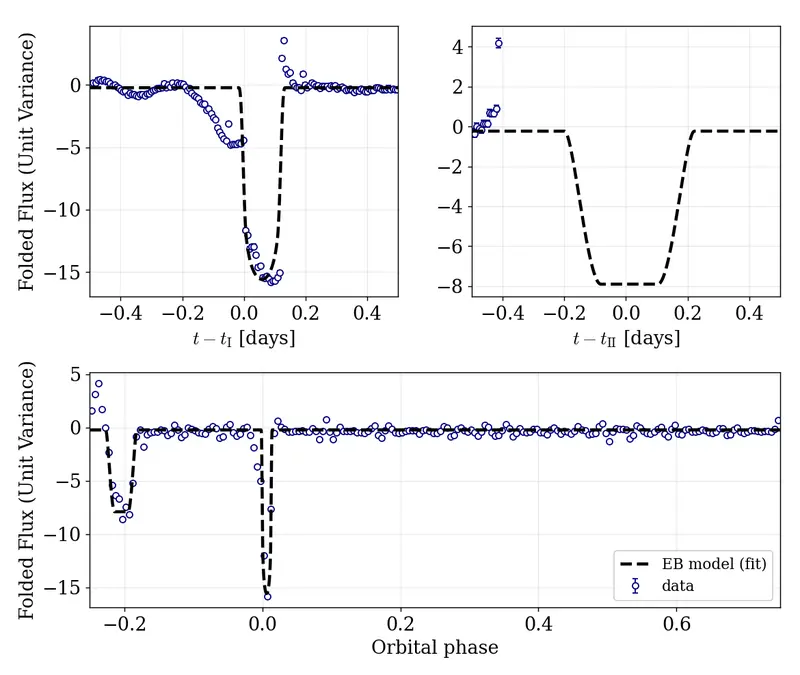 Folded Flux (Unit Variance)
0
−5
−10
−15
−0.4 −0.2 0.0 0.2 0.4
t − tI [days]
4
2
0
−2
−4
−6
−8
−0.4 −0.2 0.0 0.2 0.4
t − tII [days]
Folded Flux (Unit Variance)
5
0
−5
−10
−15
−0.2 0.0 0.2 0.4 0.6
Orbital phase
EB model (fit)
data